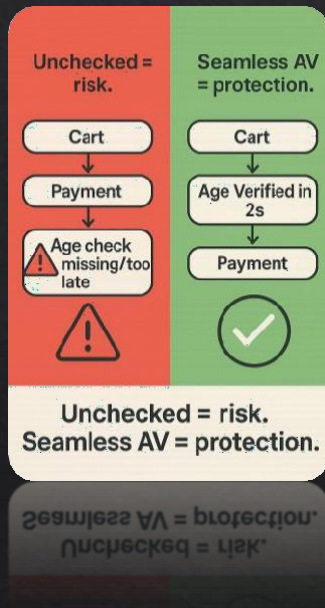 Unchecked =
risk.
Cart
Payment
Age check
missing/too
late
Seamless AV
= protection.
Cart
Age Verified in
2s
Payment
Unchecked = risk.
Seamless AV = protection.